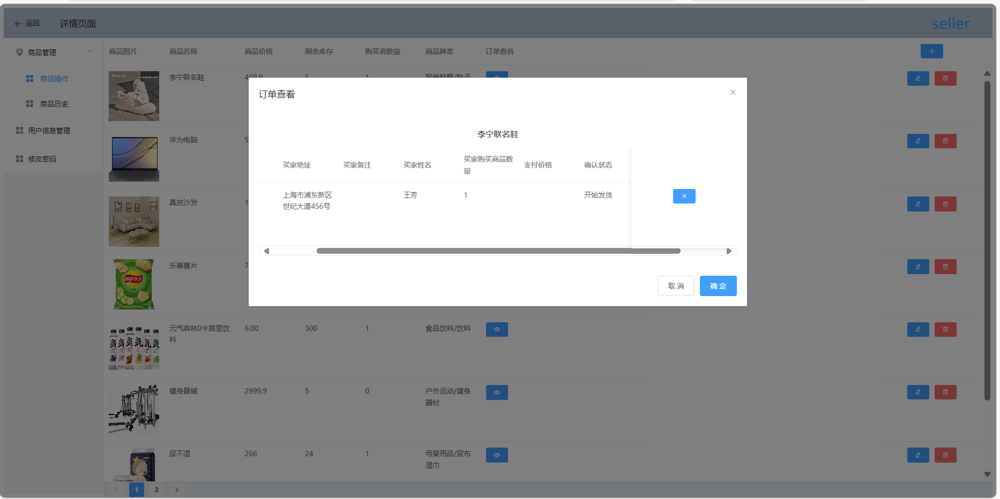 返回
详情页面
seller
商品管理
商品操作
商品历史
用户信息管理
修改密码
商品图片 商品名称 商品价格 剩余库存 购买者数量 商品种类 订单查看
李宁联名鞋 499.9 5 1 服装鞋帽/鞋子
华为电脑 5
真皮沙发 1
乐事薯片 7
Lay's乐事
元气森林0卡路里饮料 6.00 300 1 食品饮料/饮料
健身器械 2999.9 5 0 户外运动/健身器材
尿不湿 266 24 1 母婴用品/尿布湿巾
1 2
订单查看
李宁联名鞋
买家地址 买家备注 买家姓名 买家购买商品数量 支付价格 确认状态
上海市浦东新区 王芳 1 开始发货
世纪大道456号
取消 确定